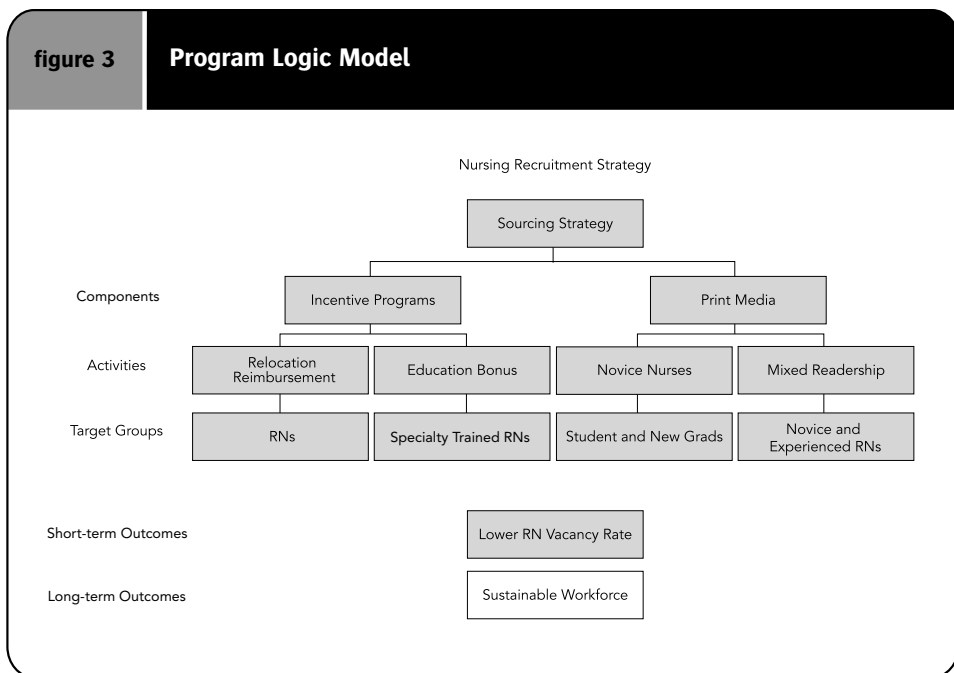 figure 3
Program Logic Model
Nursing Recruitment Strategy
Sourcing Strategy
Components
Incentive Programs
Print Media
Activities
Relocation
Reimbursement
Education Bonus
Novice Nurses
Mixed Readership
Target Groups
RNs
Specialty Trained RNs
Student and New Grads
Novice and
Experienced RNs
Short-term Outcomes
Lower RN Vacancy Rate
Long-term Outcomes
Sustainable Workforce